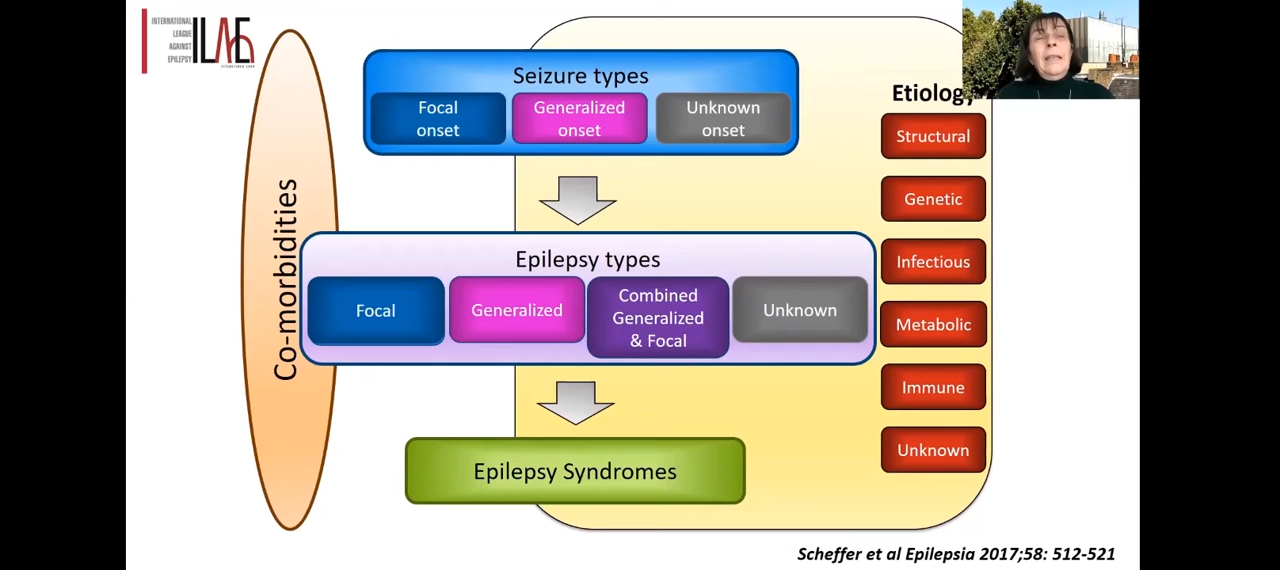 INTERNATIONAL
LEAGUE
AGAINST
EPILEPSY
ILAE
Seizure types
Focal
onset
Generalized
onset
Unknown
onset
Etiology
Structural
Genetic
Infectious
Metabolic
Immune
Unknown
Co-morbidities
Epilepsy types
Focal
Generalized
Combined
Generalized
& Focal
Unknown
Epilepsy Syndromes
Scheffer et al Epilepsia 2017;58: 512-521